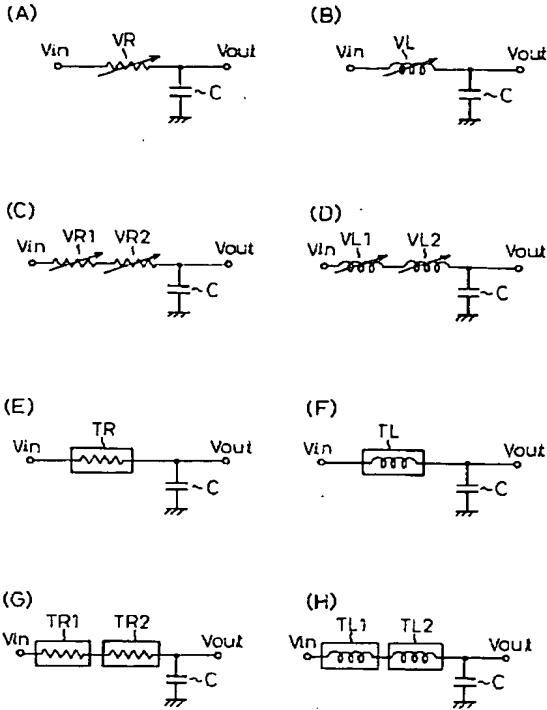 (A)
VR
Vin
Vout
~C
(B)
VL
Vin
Vout
~C
(C)
VR1 VR2
Vin
Vout
~C
(D)
VL1 VL2
Vin
Vout
~C
(E)
TR
Vin
Vout
~C
(F)
TL
Vin
Vout
~C
(G)
TR1 TR2
Vin
Vout
~C
(H)
TL1 TL2
Vin
Vout
~C